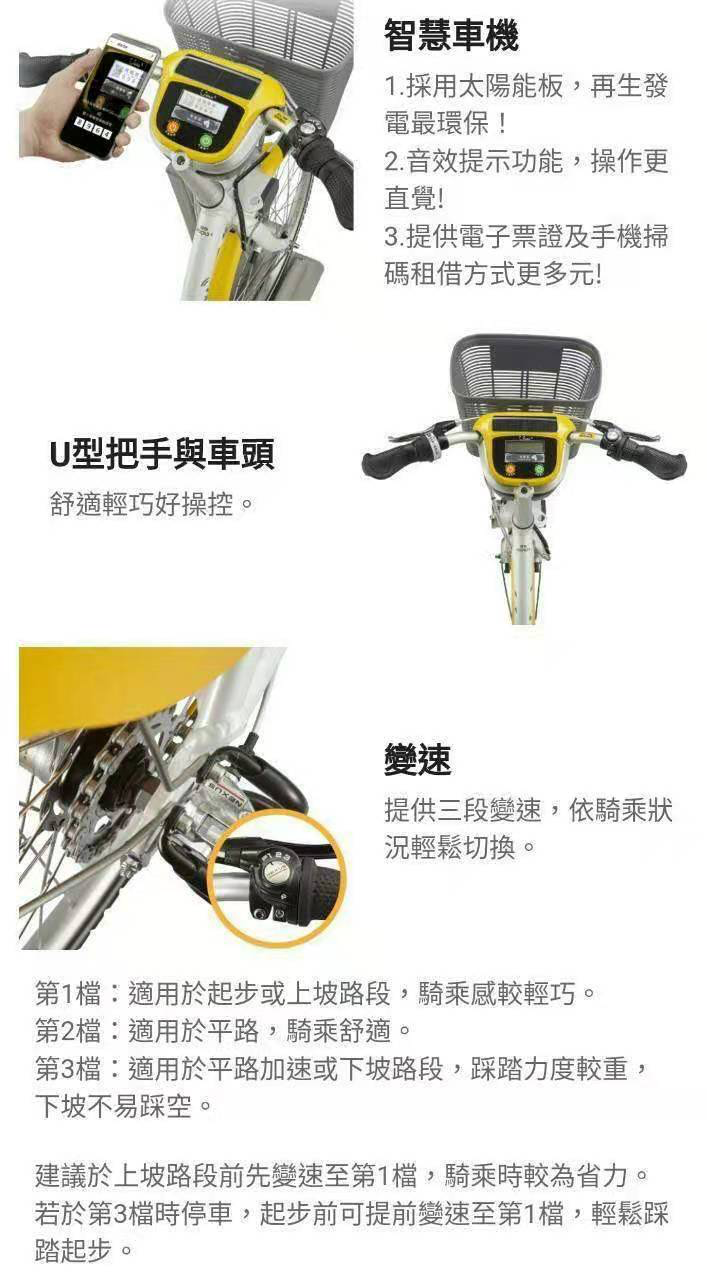 智慧車機
1.採用太陽能板，再生發
電最環保！
2.音效提示功能，操作更
直覺!
3.提供電子票證及手機掃
碼租借方式更多元!
U型把手與車頭
舒適輕巧好操控。
變速
提供三段變速，依騎乘狀
況輕鬆切換。
NEXUS
第1檔：適用於起步或上坡路段，騎乘感較輕巧。
第2檔：適用於平路，騎乘舒適。
第3檔：適用於平路加速或下坡路段，踩踏力度較重，
下坡不易踩空。
建議於上坡路段前先變速至第1檔，騎乘時較為省力。
若於第3檔時停車，起步前可提前變速至第1檔，輕鬆踩
踏起步。